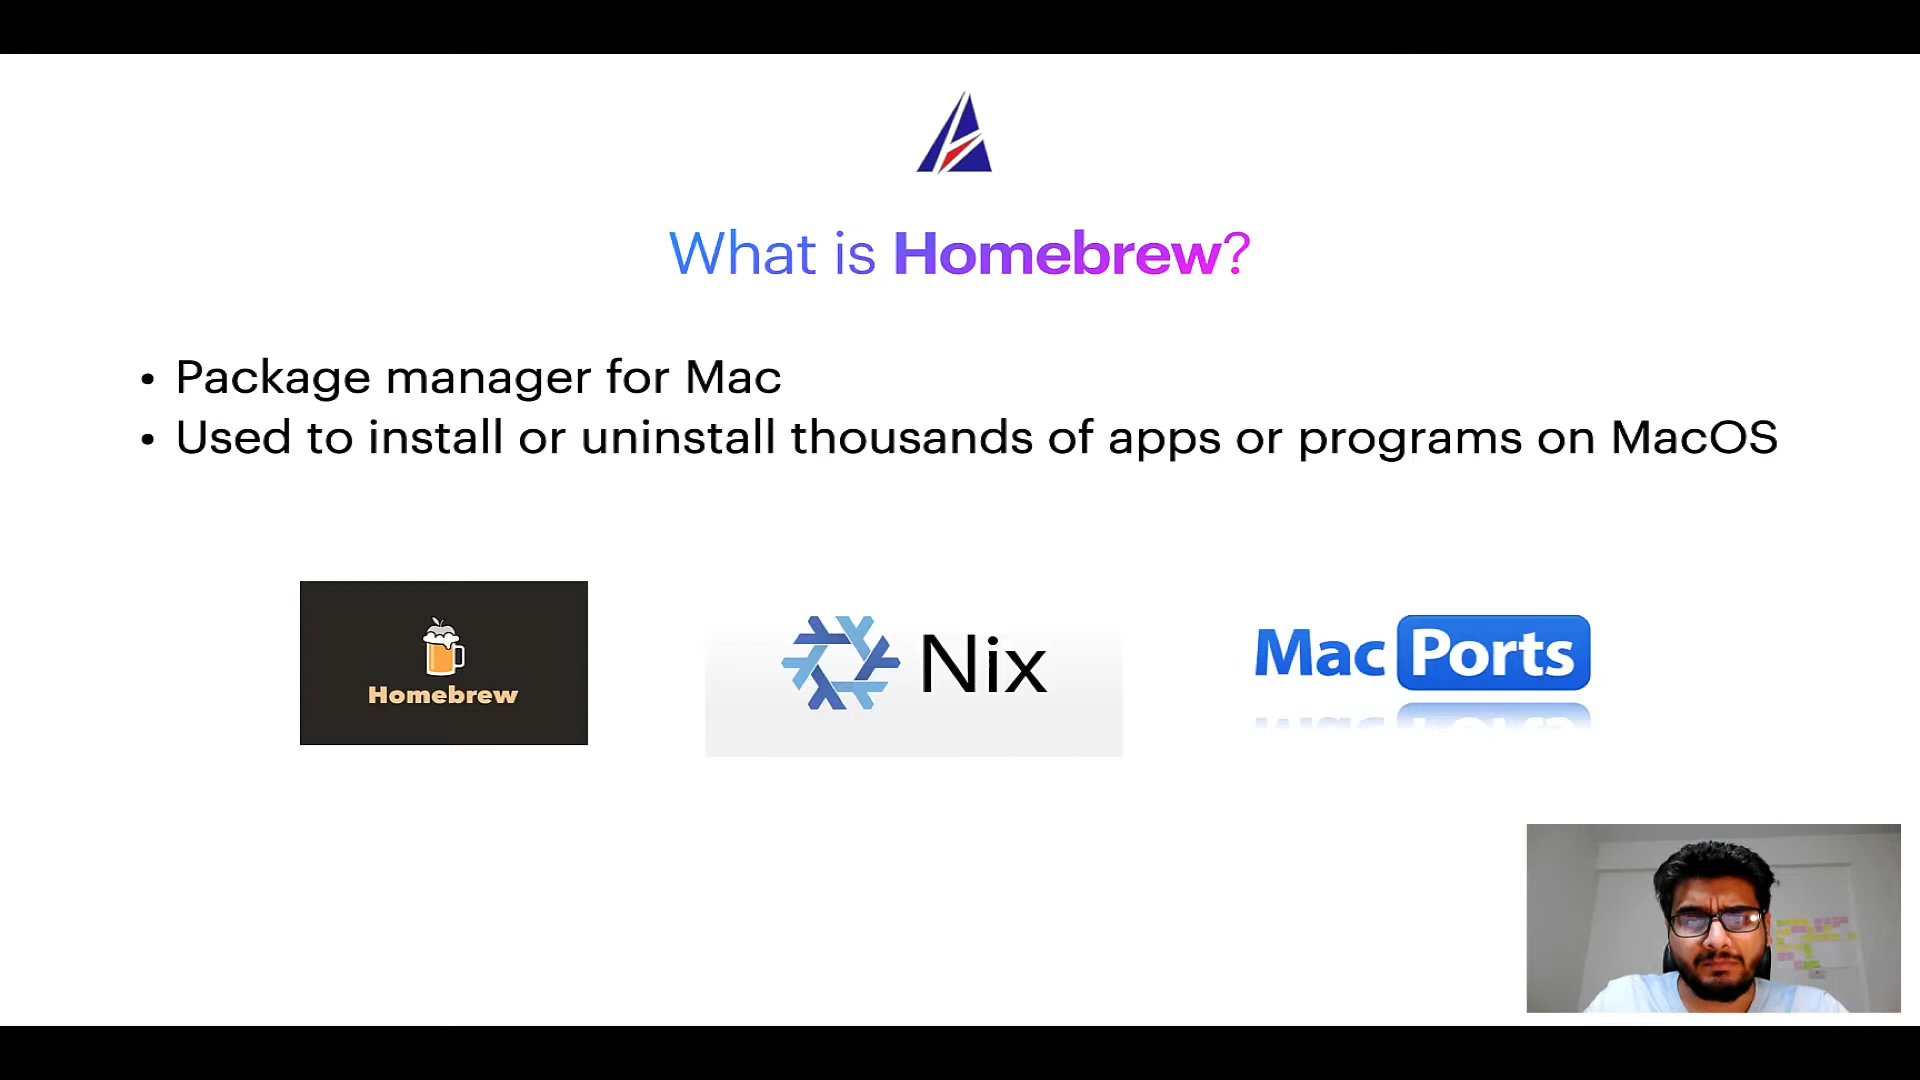 What is Homebrew?
• Package manager for Mac
• Used to install or uninstall thousands of apps or programs on MacOS
Homebrew
Nix
Mac Ports